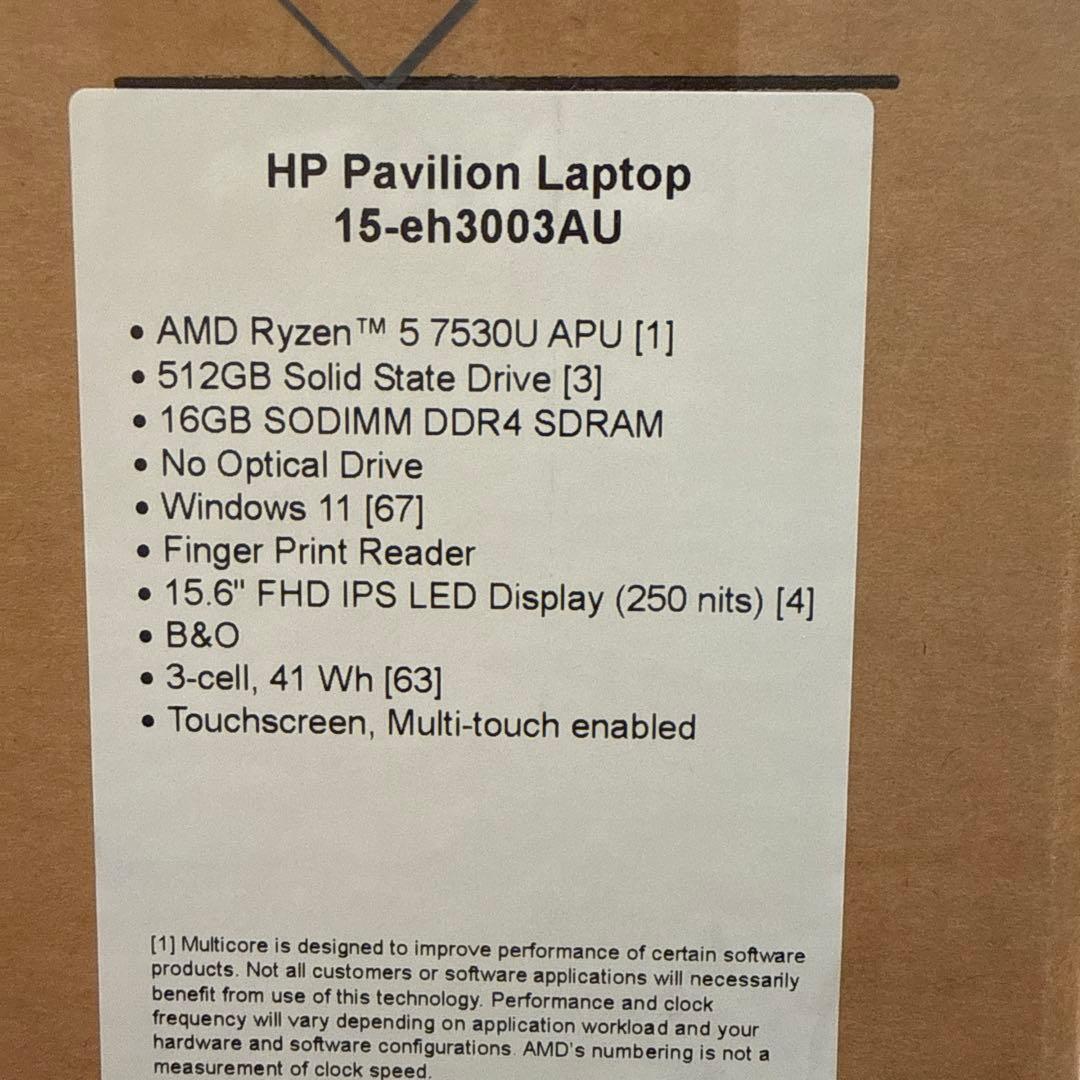 HP Pavilion Laptop
15-eh3003AU
• AMD Ryzen™ 5 7530U APU [1]
• 512GB Solid State Drive [3]
• 16GB SODIMM DDR4 SDRAM
• No Optical Drive
• Windows 11 [67]
• Finger Print Reader
• 15.6" FHD IPS LED Display (250 nits) [4]
• B&O
• 3-cell, 41 Wh [63]
• Touchscreen, Multi-touch enabled
[1] Multicore is designed to improve performance of certain software
products. Not all customers or software applications will necessarily
benefit from use of this technology. Performance and clock
frequency will vary depending on application workload and your
hardware and software configurations. AMD's numbering is not a
measurement of clock speed.